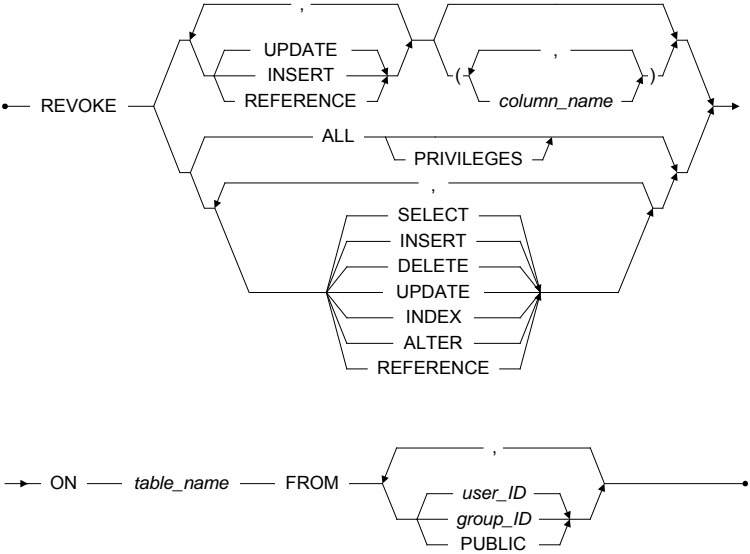 ,
UPDATE
INSERT
REFERENCE
( , )
column_name
REVOKE
ALL
PRIVILEGES
,
SELECT
INSERT
DELETE
UPDATE
INDEX
ALTER
REFERENCE
,
ON table_name FROM
user_ID
group_ID
PUBLIC